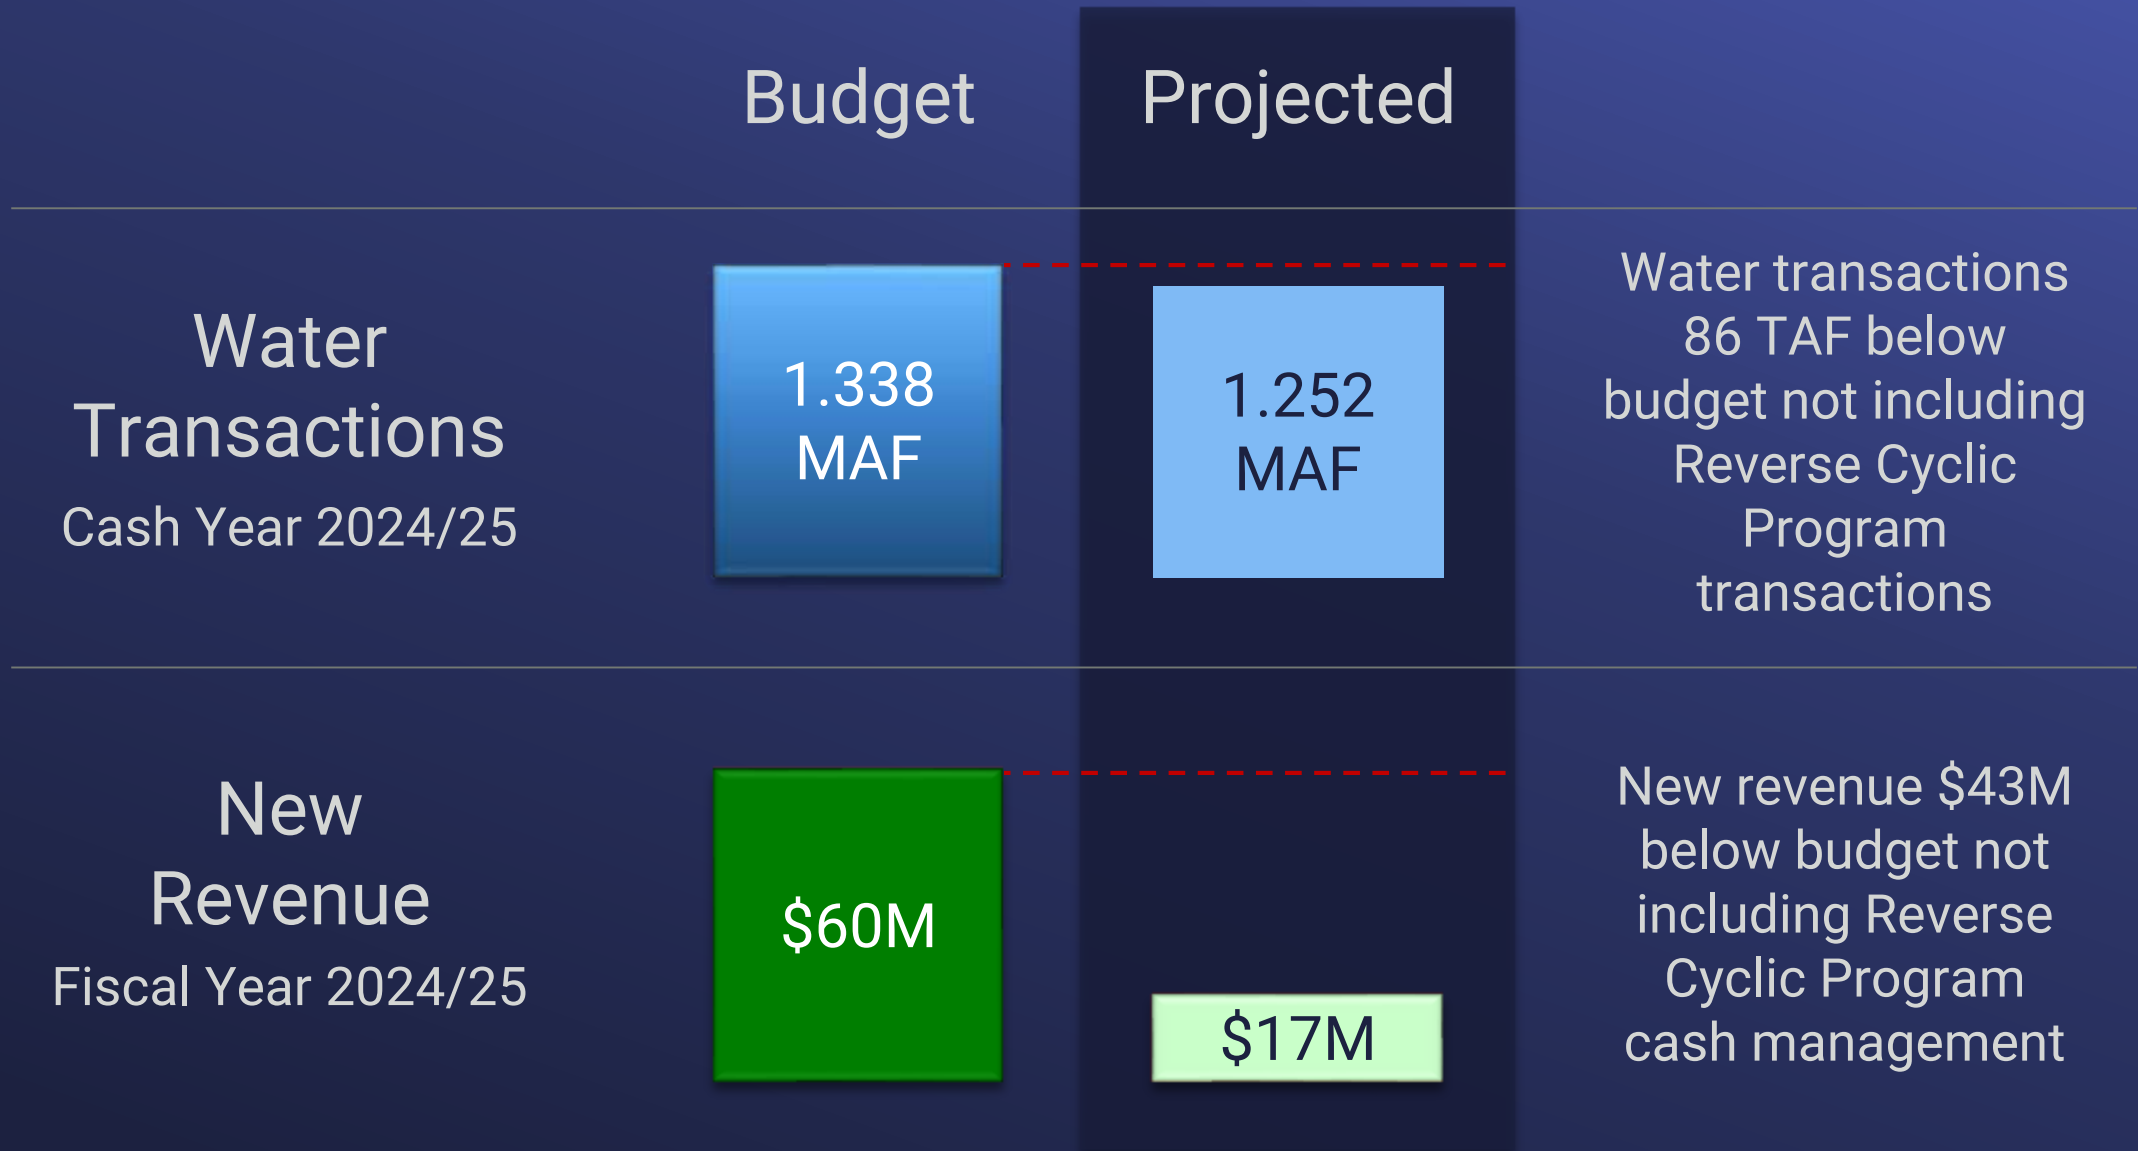 Budget
Projected
Water
Transactions
Cash Year 2024/25
1.338
MAF
1.252
MAF
Water transactions
86 TAF below
budget not including
Reverse Cyclic
Program
transactions
New
Revenue
Fiscal Year 2024/25
$60M
$17M
New revenue $43M
below budget not
including Reverse
Cyclic Program
cash management